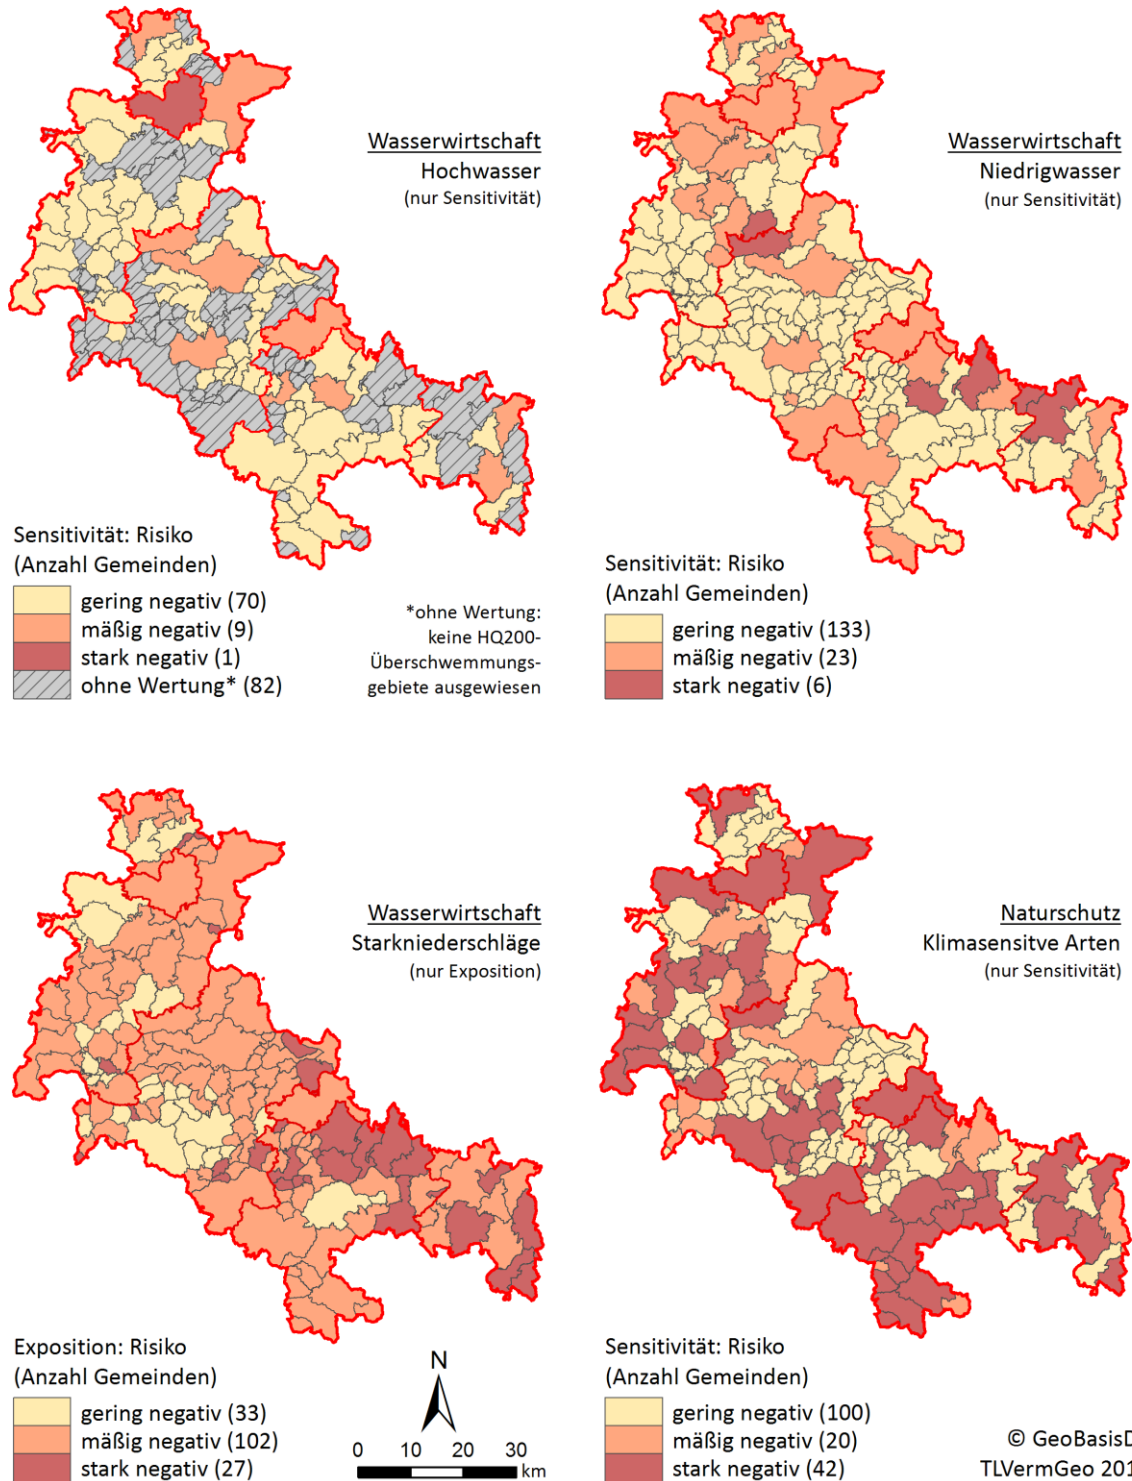 Wasserwirtschaft
Hochwasser
(nur Sensitivität)
Sensitivität: Risiko
(Anzahl Gemeinden)
gering negativ (70)
mäßig negativ (9)
stark negativ (1)
ohne Wertung* (82)
*ohne Wertung:
keine HQ200-
Überschwemmungs-
gebiete ausgewiesen
Wasserwirtschaft
Niedrigwasser
(nur Sensitivität)
Sensitivität: Risiko
(Anzahl Gemeinden)
gering negativ (133)
mäßig negativ (23)
stark negativ (6)
Wasserwirtschaft
Starkniederschläge
(nur Exposition)
Exposition: Risiko
(Anzahl Gemeinden)
gering negativ (33)
mäßig negativ (102)
stark negativ (27)
N
0 10 20 30
km
Naturschutz
Klimasensitve Arten
(nur Sensitivität)
Sensitivität: Risiko
(Anzahl Gemeinden)
gering negativ (100)
mäßig negativ (20)
stark negativ (42)
© GeoBasisD
TLVermGeo 201